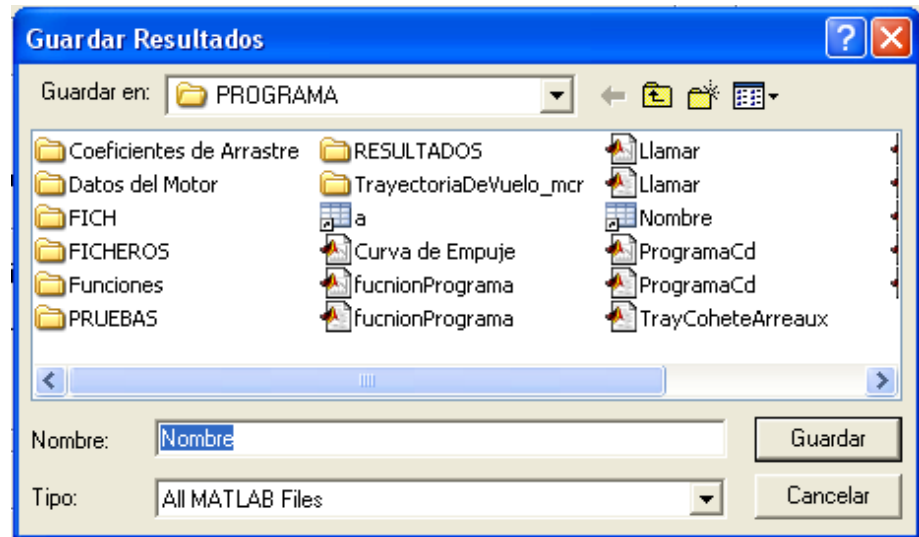 Guardar Resultados
Guardar en: PROGRAMA
Coeficientes de Arrastre
Datos del Motor
FICH
FICHEROS
Funciones
PRUEBAS
RESULTADOS
TrayectoriaDeVuelo_mcr
a
Curva de Empuje
fucnionPrograma
fucnionPrograma
Llamar
Llamar
Nombre
ProgramaCd
ProgramaCd
TrayCoheteArreaux
Nombre: Nombre
Guardar
Tipo: All MATLAB Files
Cancelar